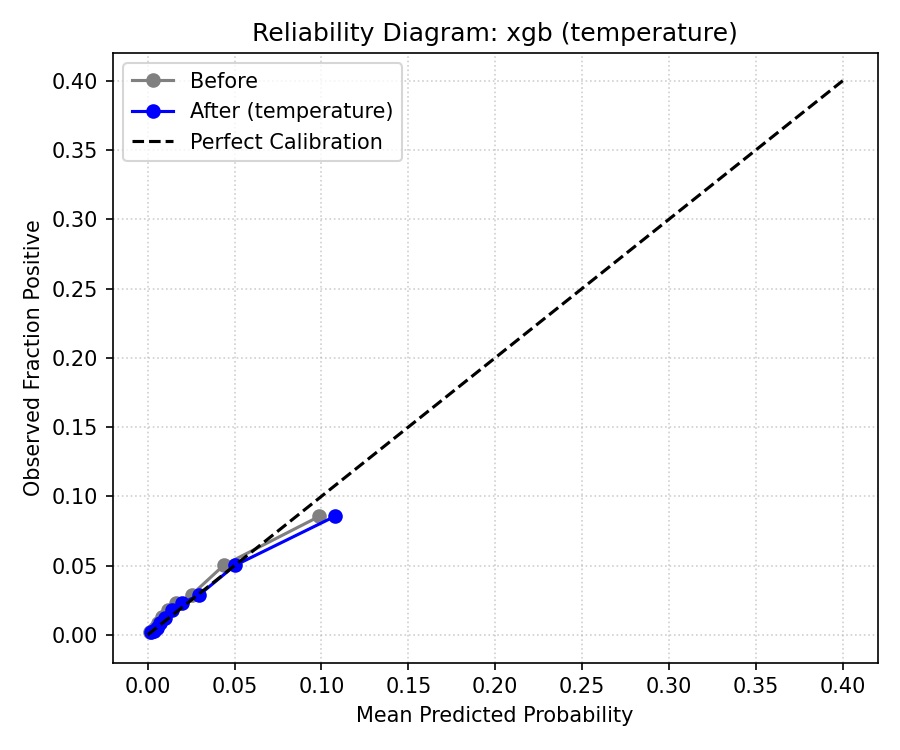 Reliability Diagram: xgb (temperature)
Before
After (temperature)
Perfect Calibration
0.40
0.35
0.30
0.25
0.20
0.15
0.10
0.05
0.00
Observed Fraction Positive
0.00 0.05 0.10 0.15 0.20 0.25 0.30 0.35 0.40
Mean Predicted Probability